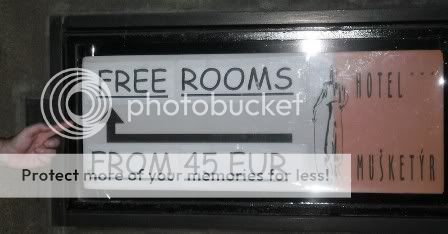 FREE ROOMS
FROM 45 EUR
HOTEL ***
MUŠKETÝR
photobucket
Protect more of your memories for less!